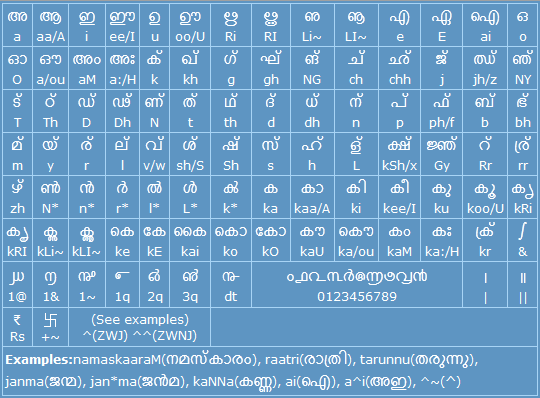 അ ആ ഇ ഈ ഉ ഊ ഋ ൠ ഌ ൡ എ ഏ ഐ ഒ
a aa/A i ee/I u oo/U Ri RI Li~ LI~ e E ai o
ഓ ഔ അം അഃ ക് ഖ് ഗ് ഘ് ങ് ച് ഛ് ജ് ഝ് ഞ്
O a/ou aM a:/H k kh g gh NG ch chh j jh/z NY
ട് ഠ് ഡ് ഢ് ണ് ത് ഥ് ദ് ധ് ന് പ് ഫ് ബ് ഭ്
T Th D Dh N t th d dh n p ph/f b bh
മ് യ് ര് ല് വ് ശ് ഷ് സ് ഹ് ള് ക്ഷ് ജ്ഞ് റ് ര്ര്
m y r l v/w sh/S Sh s h L kSh/x Gy Rr rr
ഴ് ൺ ൻ ർ ൽ ൾ ൿ ക കാ കി കീ കു കൂ കൃ
zh N* n* r* l* L* k* ka kaa/A ki kee/I ku koo/U kRi
കൄ കൢ കൣ കെ കേ കൈ കൊ കോ കൗ കൗ കം കഃ ക്ര് ഽ
kRI kLi~ kLI~ ke kE kai ko kO kaU ka/ou kaM ka:/H kr &
൰ ൱ ൲ ൳ ൴ ൵ ൹ ൦൧൨൩൪൫൬൭൮൯ । ॥
1@ 1& 1~ 1q 2q 3q dt 0123456789 | ||
₹ 卐 (See examples)
Rs +~ ^(ZWJ) ^^(ZWNJ)
Examples:namaskaaraM(നമസ്കാരം), raatri(രാത്രി), tarunnu(തരുന്നു),
janma(ജന്മ), jan*ma(ജൻമ), kaNNa(കണ്ണ), ai(ഐ), a^i(അഇ), ^~(^)